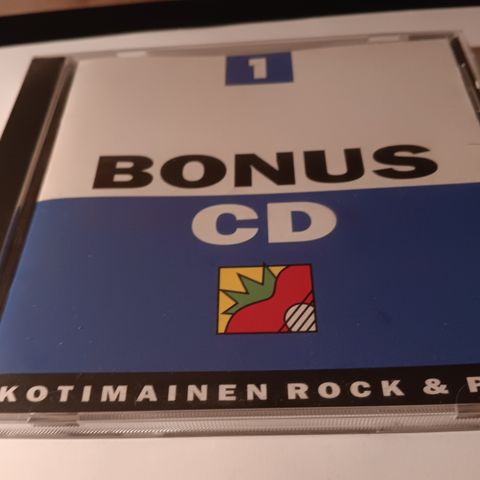 1
BONUS
CD
KOTIMAINEN ROCK &